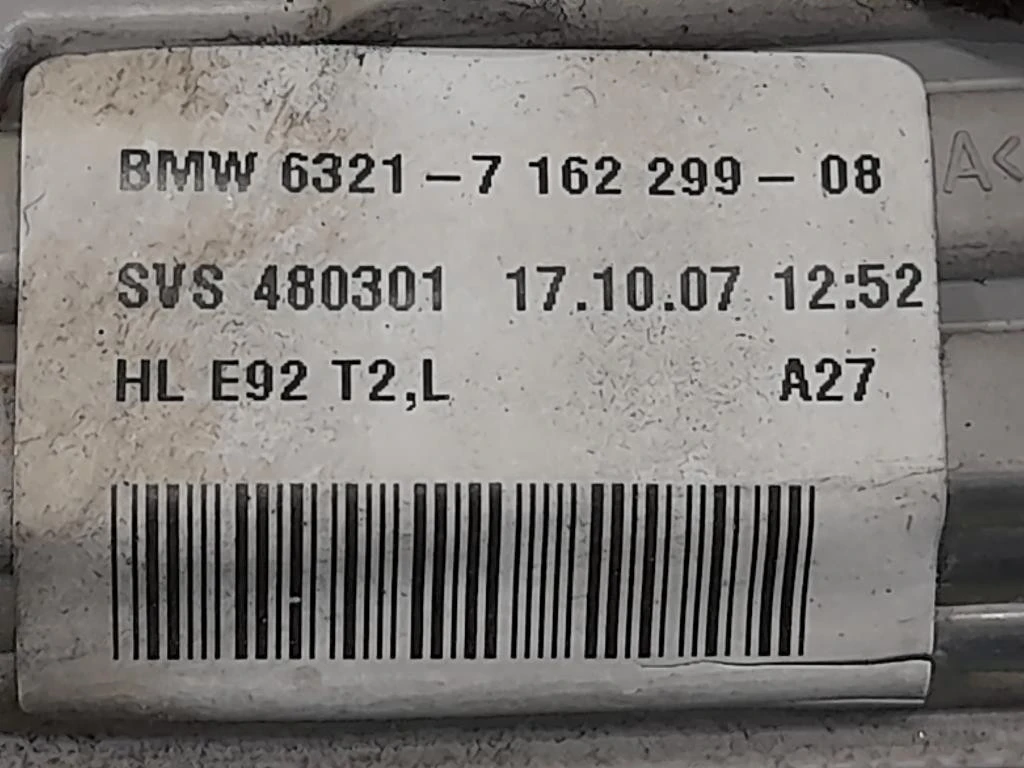 BMW 6321-7 162 299-08
A<
SVS 480301 17.10.07 12:52
HL E92 T2,L A27